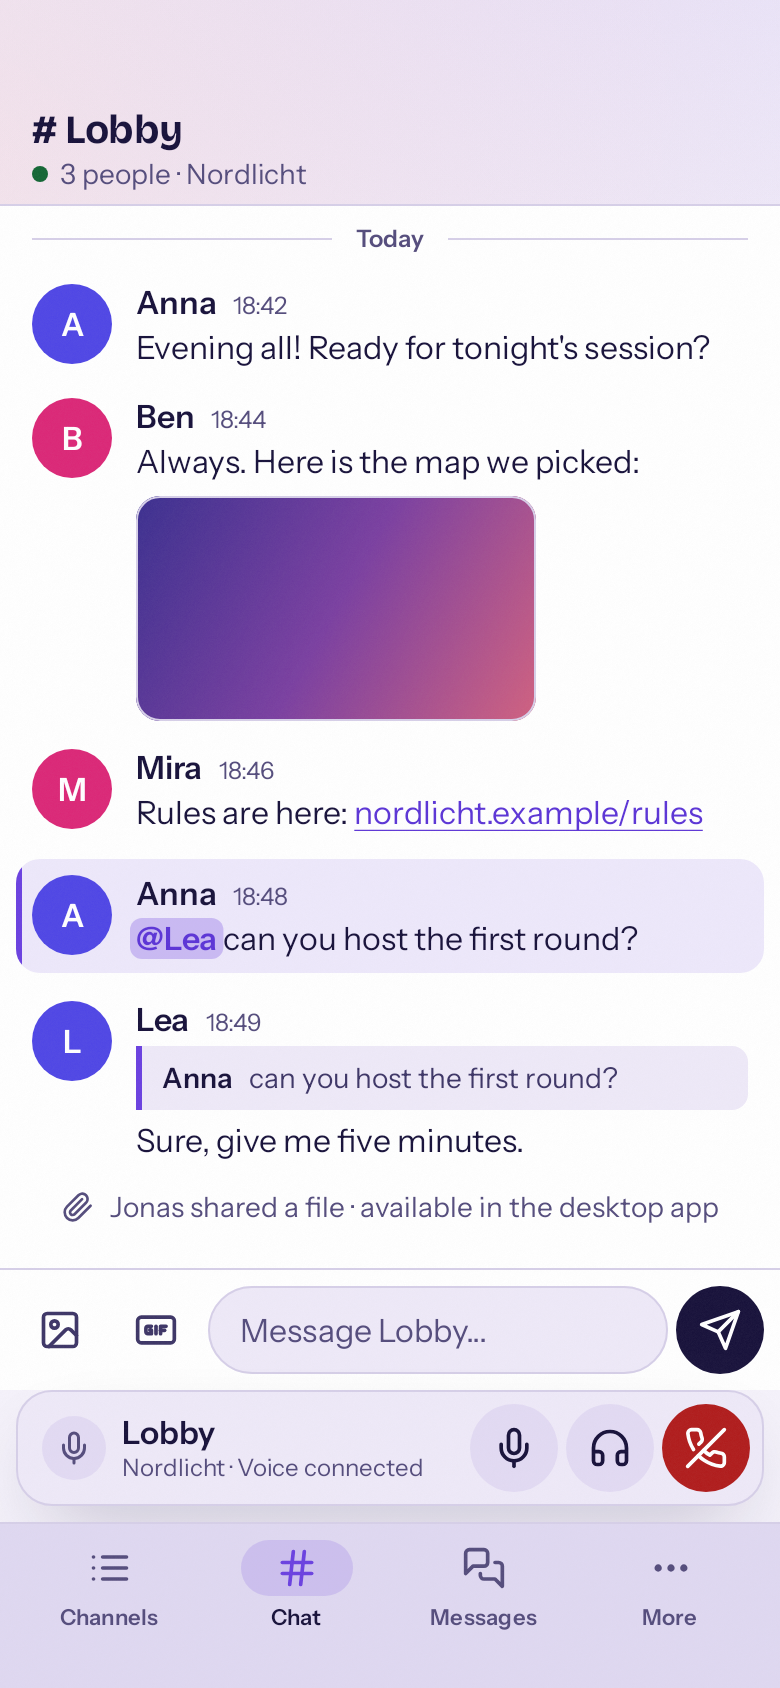 # Lobby
3 people · Nordlicht
Today
A
Anna 18:42
Evening all! Ready for tonight's session?
B
Ben 18:44
Always. Here is the map we picked:
M
Mira 18:46
Rules are here: nordlicht.example/rules
A
Anna 18:48
@Lea can you host the first round?
L
Lea 18:49
Anna can you host the first round?
Sure, give me five minutes.
Jonas shared a file · available in the desktop app
GIF
Message Lobby...
Lobby
Nordlicht · Voice connected
Channels
Chat
Messages
More